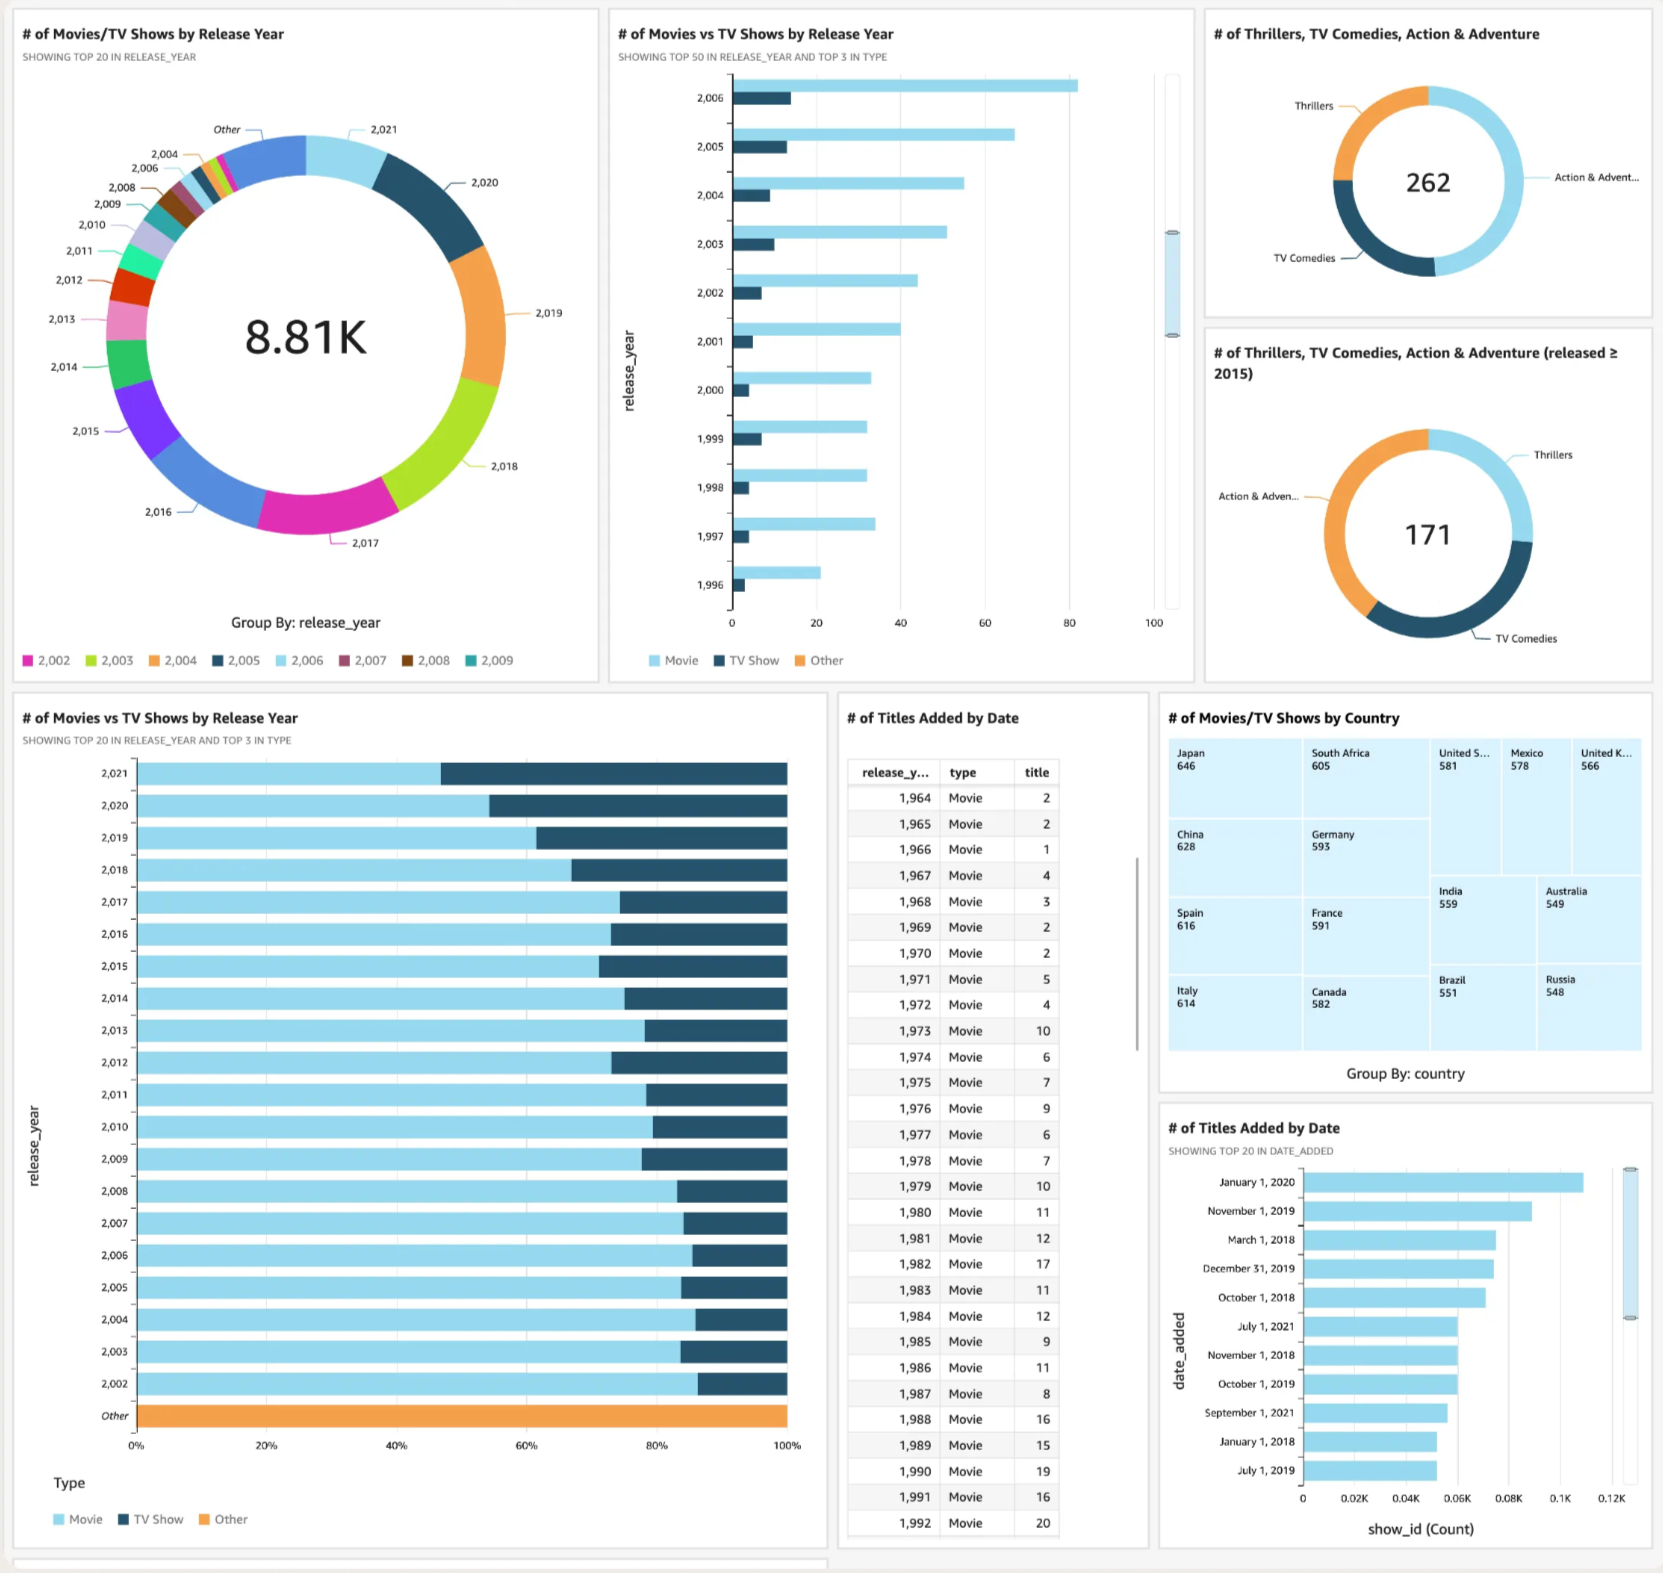 # of Movies/TV Shows by Release Year
SHOWING TOP 20 IN RELEASE_YEAR
Other
2,021
2,004
2,006
2,020
2,008
2,009
2,010
2,011
2,012
2,019
2,013
8.81K
2,014
2,015
2,018
2,016
2,017
Group By: release_year
2,002
2,003
2,004
2,005
2,006
2,007
2,008
2,009
# of Movies vs TV Shows by Release Year
SHOWING TOP 50 IN RELEASE_YEAR AND TOP 3 IN TYPE
2,006
2,005
2,004
2,003
2,002
2,001
2,000
1,999
1,998
1,997
1,996
release_year
0 20 40 60 80 100
Movie
TV Show
Other
# of Thrillers, TV Comedies, Action & Adventure
Thrillers
Action & Advent...
262
TV Comedies
# of Thrillers, TV Comedies, Action & Adventure (released ≥
2015)
Thrillers
Action & Adven...
171
TV Comedies
# of Movies vs TV Shows by Release Year
SHOWING TOP 20 IN RELEASE_YEAR AND TOP 3 IN TYPE
2,021
2,020
2,019
2,018
2,017
2,016
2,015
2,014
2,013
2,012
2,011
2,010
2,009
2,008
2,007
2,006
2,005
2,004
2,003
2,002
Other
release_year
0% 20% 40% 60% 80% 100%
Type
Movie
TV Show
Other
# of Titles Added by Date
release_y... type title
1,964 Movie 2
1,965 Movie 2
1,966 Movie 1
1,967 Movie 4
1,968 Movie 3
1,969 Movie 2
1,970 Movie 2
1,971 Movie 5
1,972 Movie 4
1,973 Movie 10
1,974 Movie 6
1,975 Movie 7
1,976 Movie 9
1,977 Movie 6
1,978 Movie 7
1,979 Movie 10
1,980 Movie 11
1,981 Movie 12
1,982 Movie 17
1,983 Movie 11
1,984 Movie 12
1,985 Movie 9
1,986 Movie 11
1,987 Movie 8
1,988 Movie 16
1,989 Movie 15
1,990 Movie 19
1,991 Movie 16
1,992 Movie 20
# of Movies/TV Shows by Country
Japan
646
South Africa
605
United S...
581
Mexico
578
United K...
566
China
628
Germany
593
India
559
Australia
549
Spain
616
France
591
Brazil
551
Russia
548
Italy
614
Canada
582
Group By: country
# of Titles Added by Date
SHOWING TOP 20 IN DATE_ADDED
January 1, 2020
November 1, 2019
March 1, 2018
December 31, 2019
October 1, 2018
July 1, 2021
November 1, 2018
October 1, 2019
September 1, 2021
January 1, 2018
July 1, 2019
date_added
0 0.02K 0.04K 0.06K 0.08K 0.1K 0.12K
show_id (Count)